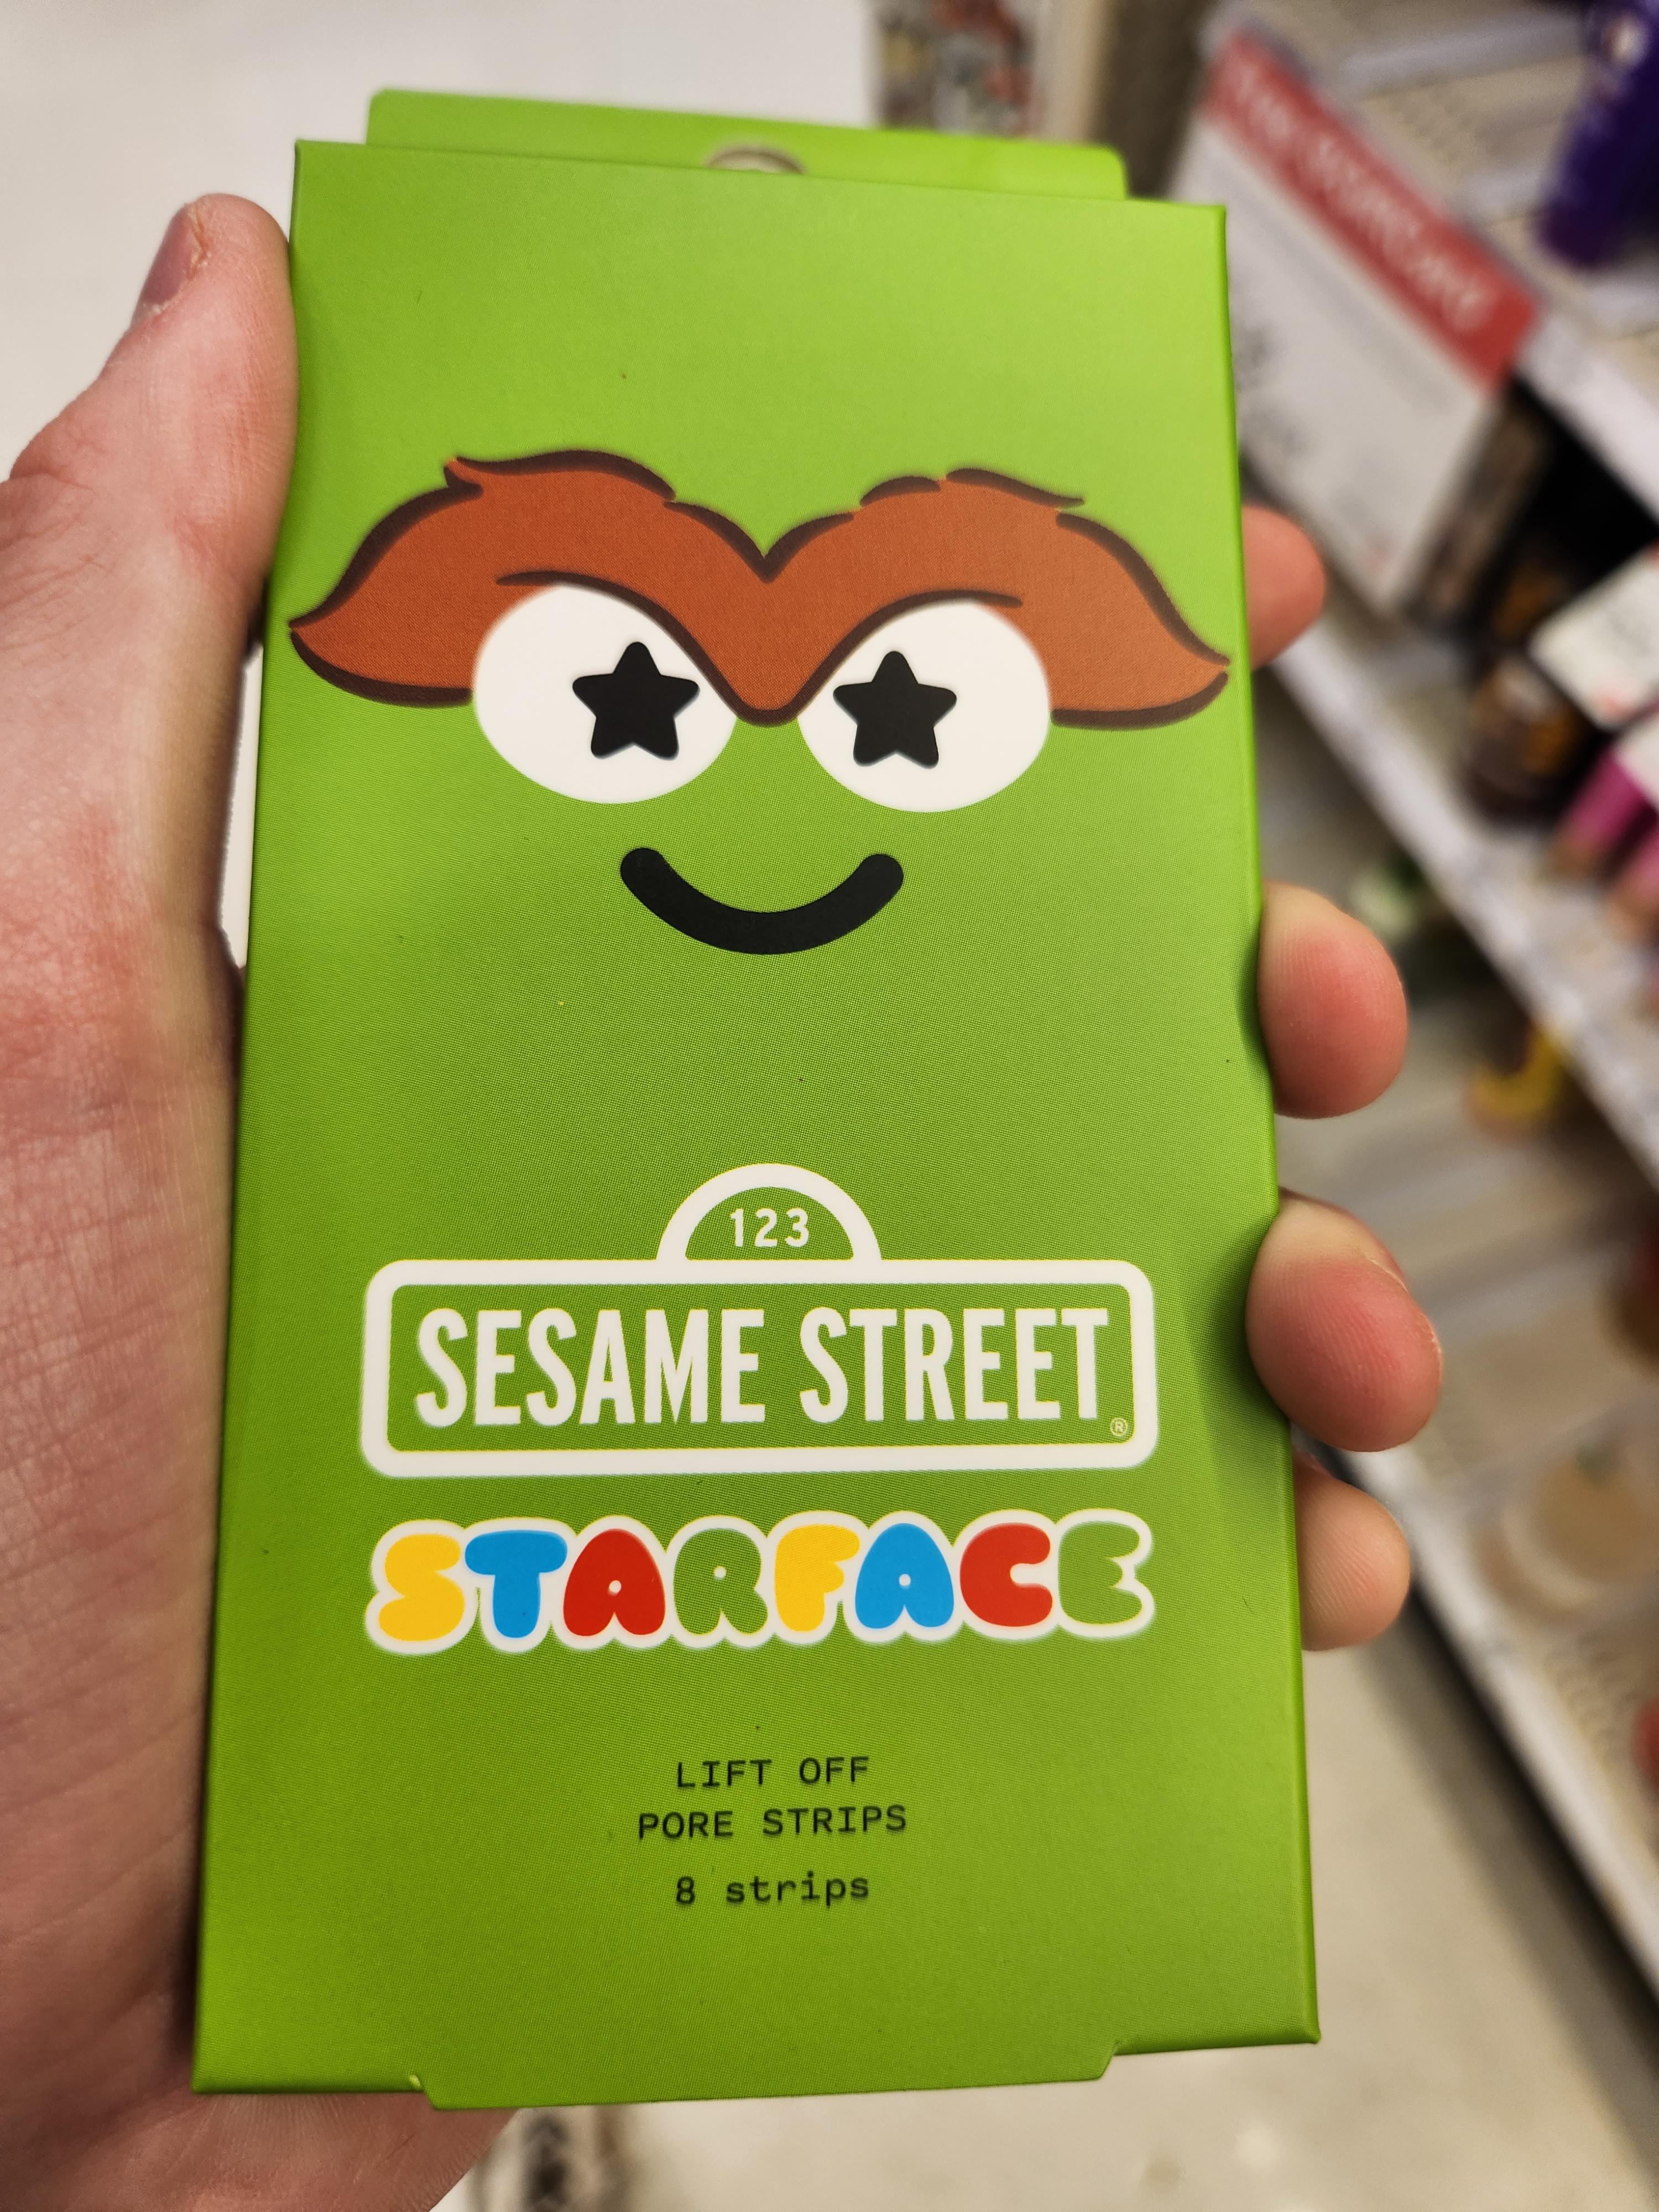 123
SESAME STREET®
STARFACE
LIFT OFF
PORE STRIPS
8 strips